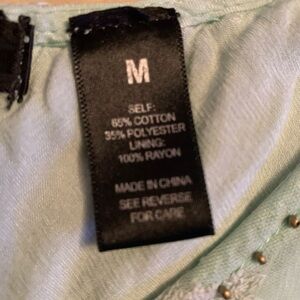 M
SELF:
65% COTTON
35% POLYESTER
LINING:
100% RAYON
MADE IN CHINA
SEE REVERSE
FOR CARE